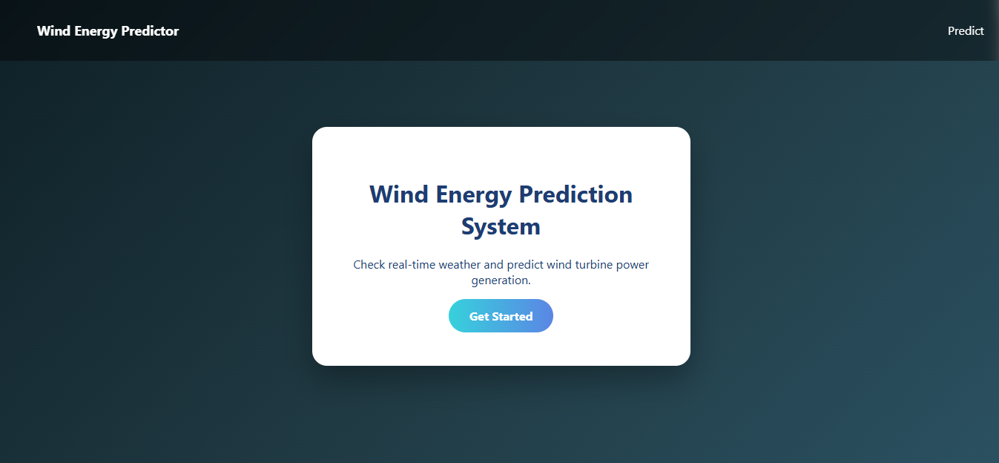 Wind Energy Predictor
Predict
Wind Energy Prediction
System
Check real-time weather and predict wind turbine power
generation.
Get Started